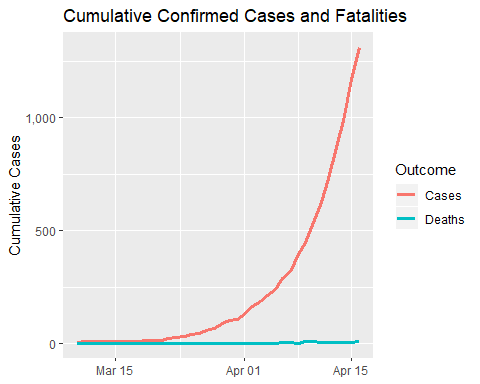 Cumulative Confirmed Cases and Fatalities
Cumulative Cases
1,000
500
0
Mar 15
Apr 01
Apr 15
Outcome
Cases
Deaths